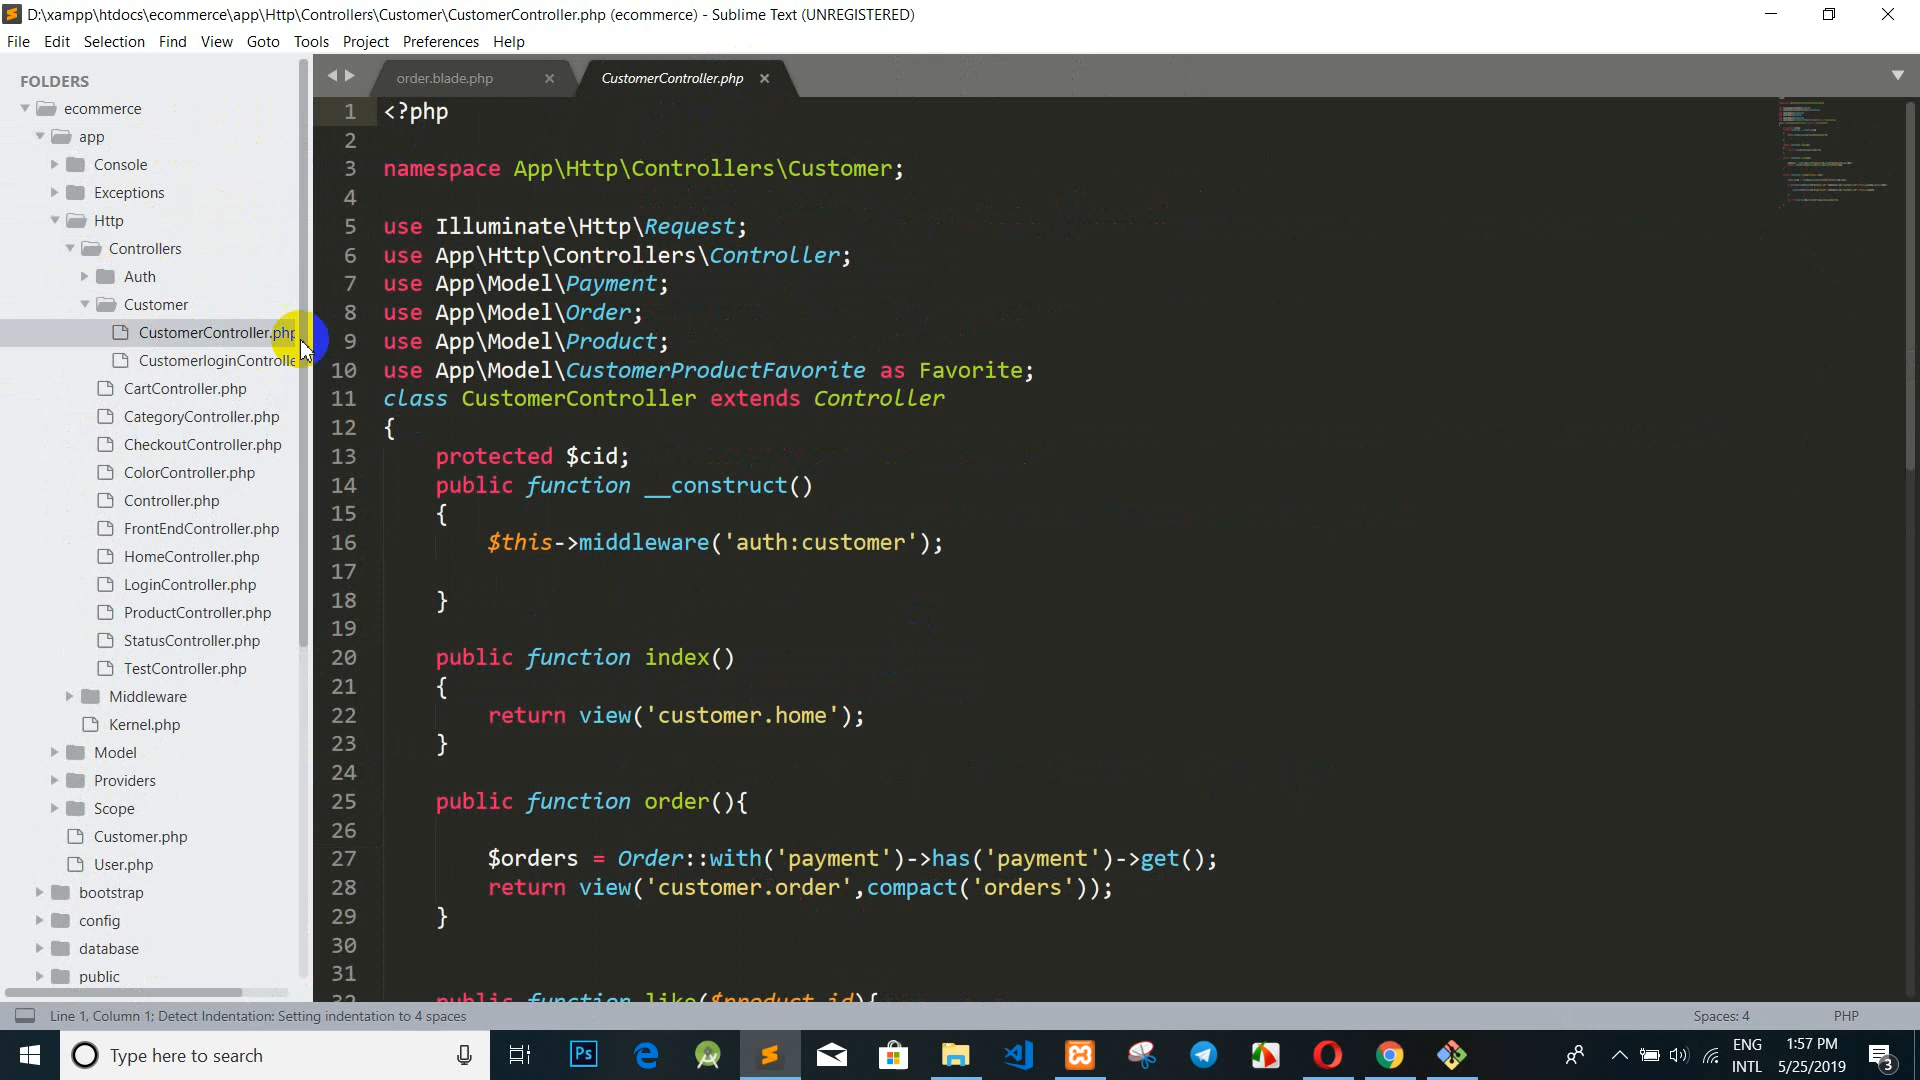 D:\xampp\htdocs\ecommerce\app\Http\Controllers\Customer\CustomerController.php (ecommerce) - Sublime Text (UNREGISTERED)
File Edit Selection Find View Goto Tools Project Preferences Help
FOLDERS
ecommerce
app
Console
Exceptions
Http
Controllers
Auth
Customer
CustomerController.php
CustomerloginControlle
CartController.php
CategoryController.php
CheckoutController.php
ColorController.php
Controller.php
FrontEndController.php
HomeController.php
LoginController.php
ProductController.php
StatusController.php
TestController.php
Middleware
Kernel.php
Model
Providers
Scope
Customer.php
User.php
bootstrap
config
database
public
order.blade.php CustomerController.php
1 <?php
2
3 namespace App\Http\Controllers\Customer;
4
5 use Illuminate\Http\Request;
6 use App\Http\Controllers\Controller;
7 use App\Model\Payment;
8 use App\Model\Order;
9 use App\Model\Product;
10 use App\Model\CustomerProductFavorite as Favorite;
11 class CustomerController extends Controller
12 {
13     protected $cid;
14     public function __construct()
15     {
16         $this->middleware('auth:customer');
17
18     }
19
20     public function index()
21     {
22         return view('customer.home');
23     }
24
25     public function order(){
26
27         $orders = Order::with('payment')->has('payment')->get();
28         return view('customer.order',compact('orders'));
29     }
30
31
32     public function like($product_id){
Line 1, Column 1; Detect Indentation: Setting indentation to 4 spaces Spaces: 4 PHP
Type here to search
Ps
ENG
INTL
1:57 PM
5/25/2019
3